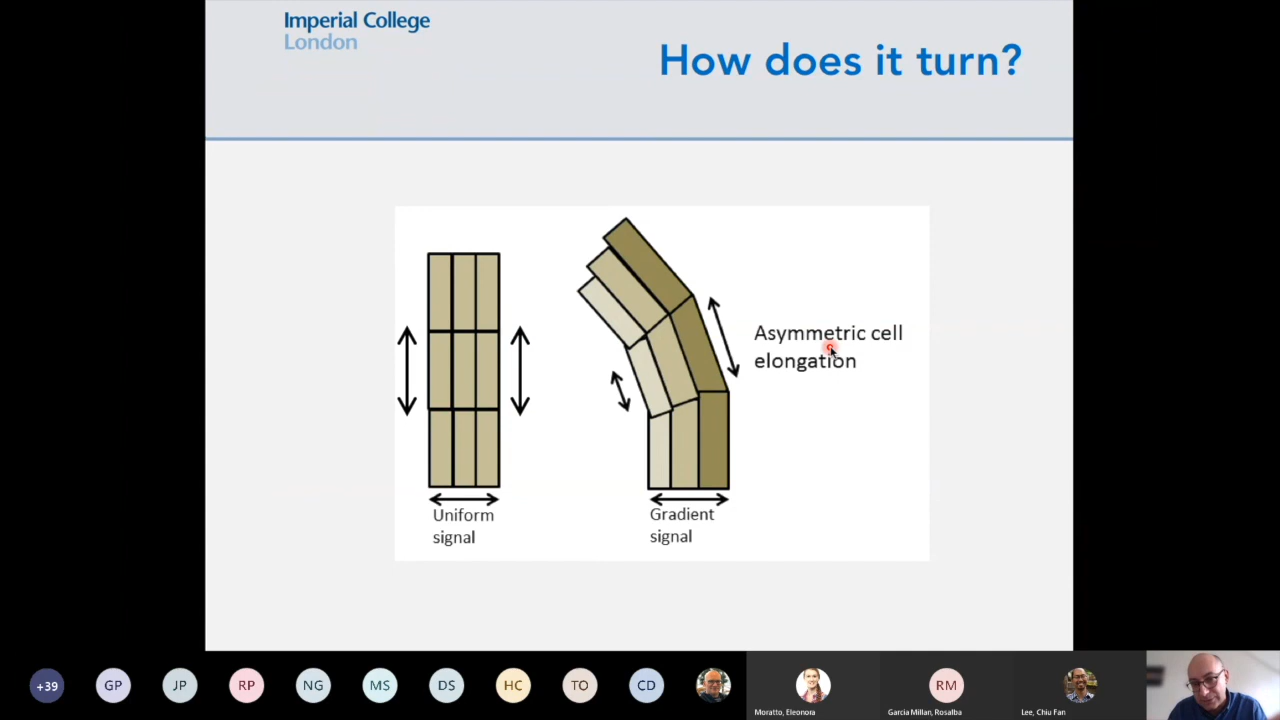 Imperial College
London
How does it turn?
Asymmetric cell
elongation
Uniform
signal
Gradient
signal
+39
GP
JP
RP
NG
MS
DS
HC
TO
CD
RM
Moratto, Eleonora
Garcia Millan, Rosalba
Lee, Chiu Fan